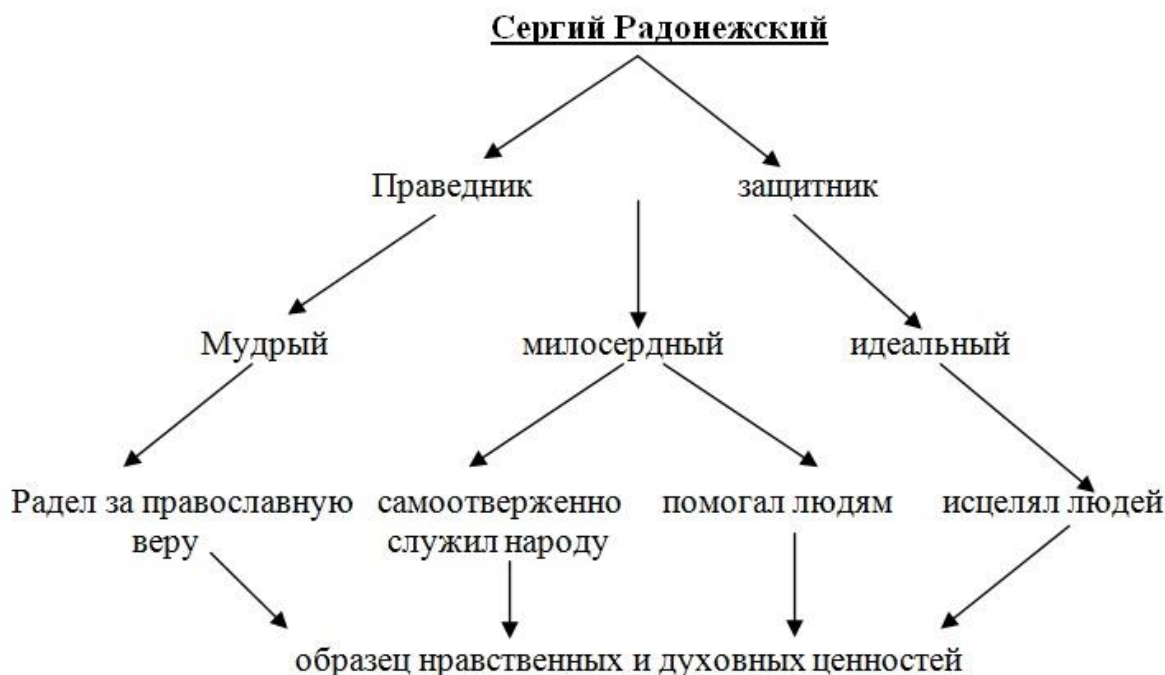 Сергий Радонежский
Праведник защитник
Мудрый милосердный идеальный
Радел за православную самоотверженно помогал людям исцелял людей
веру служил народу
образец нравственных и духовных ценностей